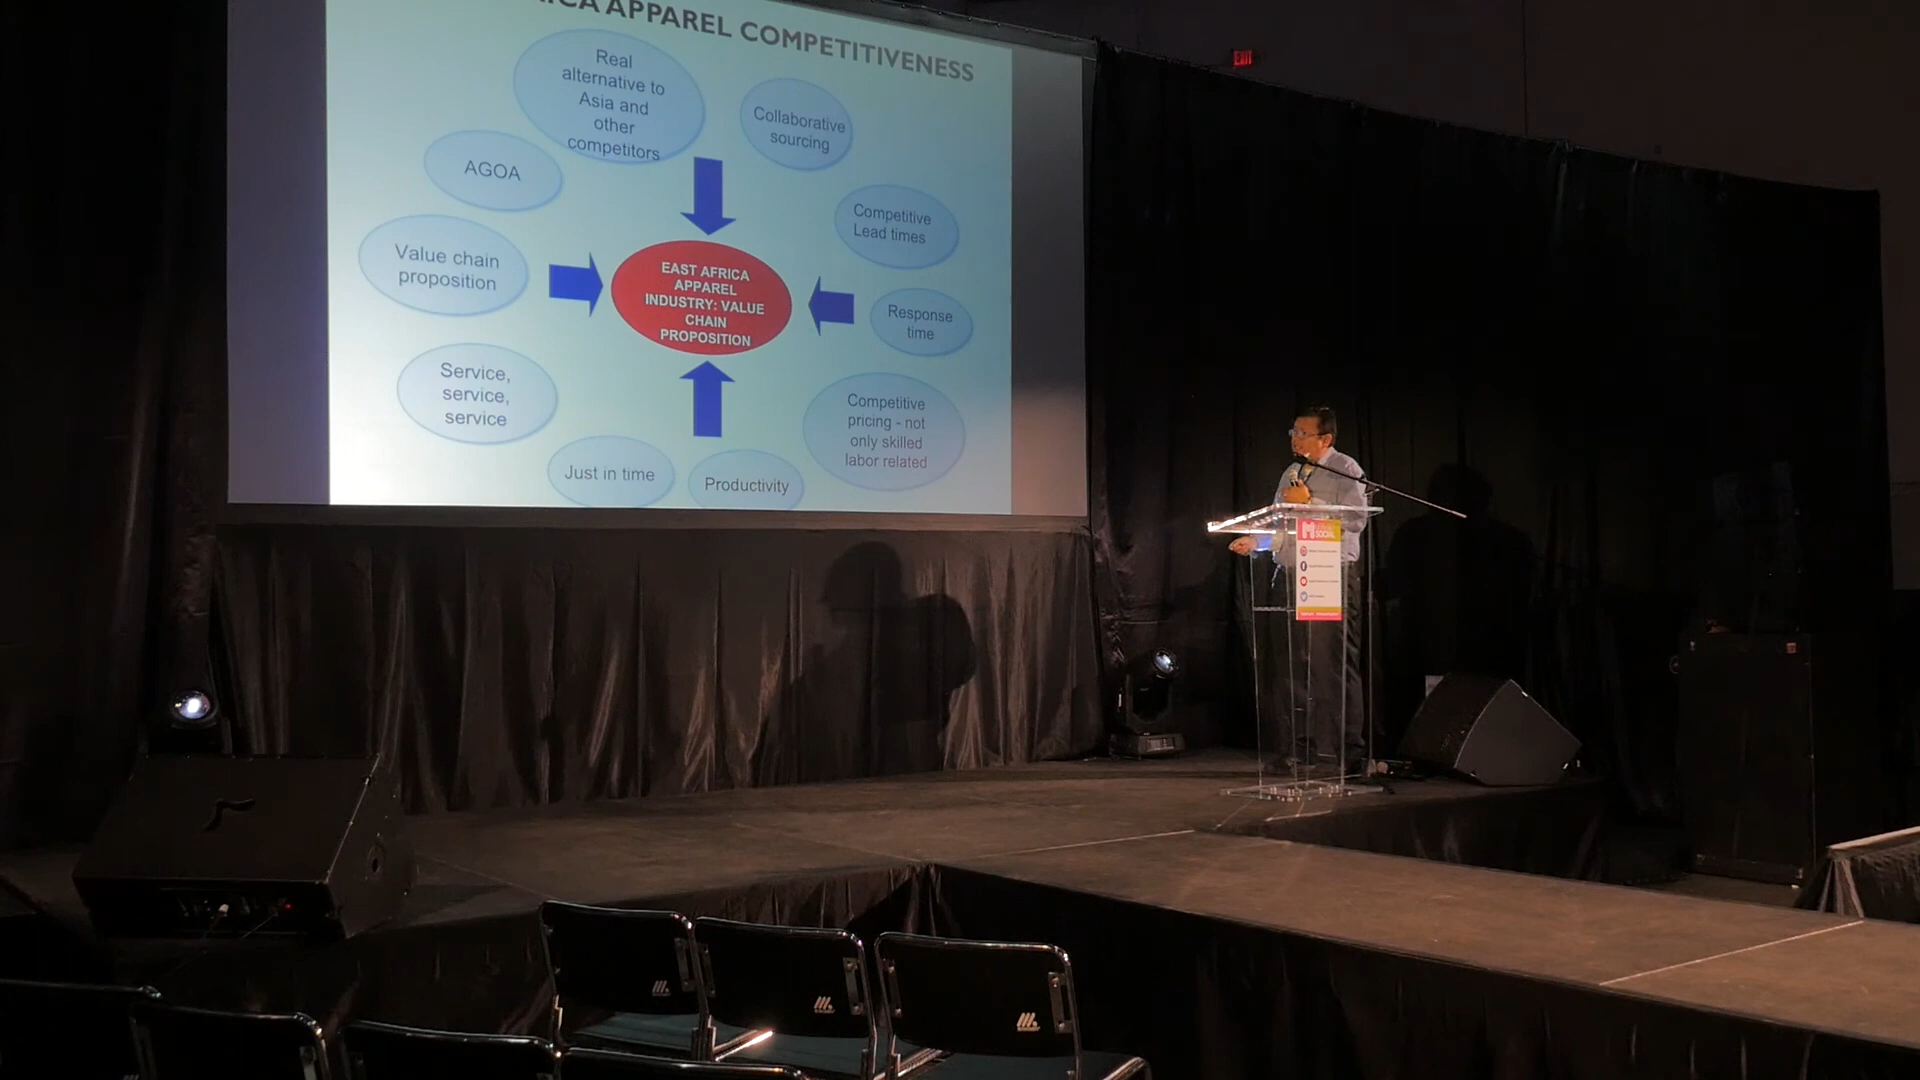 APPAREL COMPETITIVENESS
Real
alternative to
Asia and
other
competitors
Collaborative
sourcing
AGOA
Competitive
Lead times
Value chain
proposition
EAST AFRICA
APPAREL
INDUSTRY: VALUE
CHAIN
PROPOSITION
Response
time
Service,
service,
service
Competitive
pricing - not
only skilled
labor related
Just in time
Productivity
EXIT
SOCIAL